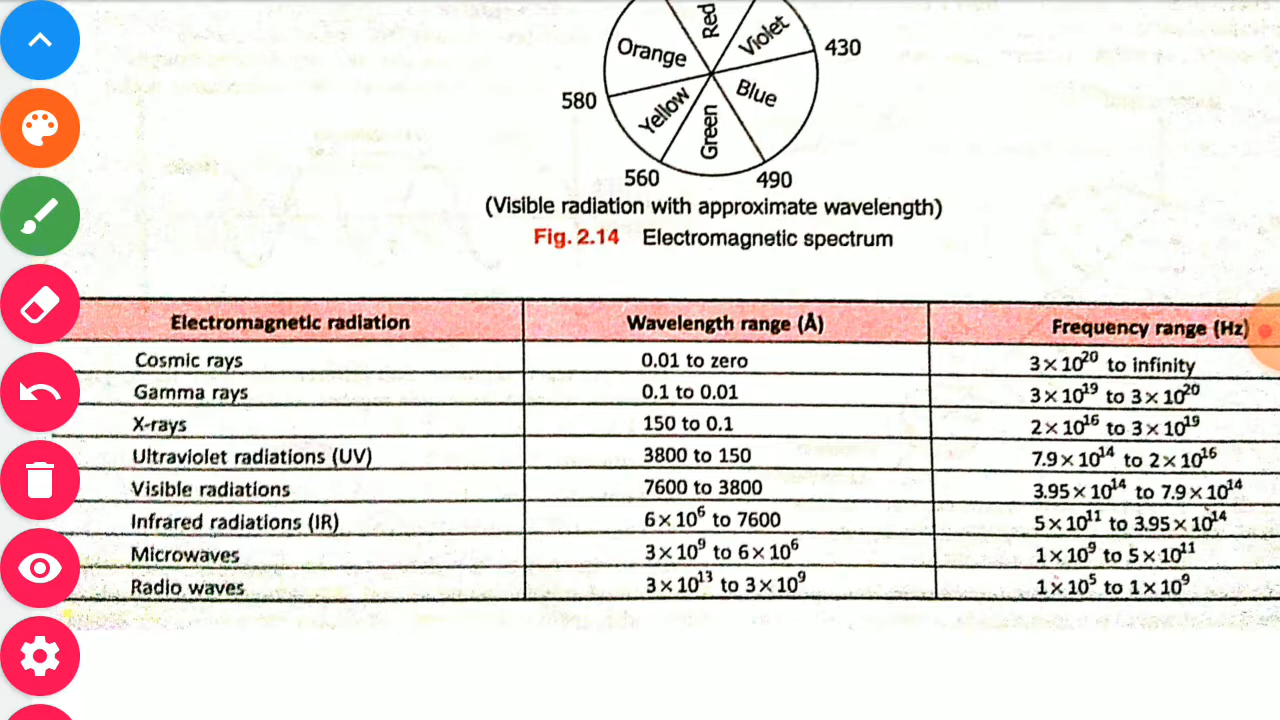 Red
Violet
Orange
430
Blue
580
Yellow
Green
560
490
(Visible radiation with approximate wavelength)
Fig. 2.14 Electromagnetic spectrum
Electromagnetic radiation Wavelength range (Å) Frequency range (Hz)
Cosmic rays 0.01 to zero 3×10²⁰ to infinity
Gamma rays 0.1 to 0.01 3×10¹⁹ to 3×10²⁰
X-rays 150 to 0.1 2×10¹⁶ to 3×10¹⁹
Ultraviolet radiations (UV) 3800 to 150 7.9×10¹⁴ to 2×10¹⁶
Visible radiations 7600 to 3800 3.95×10¹⁴ to 7.9×10¹⁴
Infrared radiations (IR) 6×10⁶ to 7600 5×10¹¹ to 3.95×10¹⁴
Microwaves 3×10⁹ to 6×10⁶ 1×10⁹ to 5×10¹¹
Radio waves 3×10¹³ to 3×10⁹ 1×10⁵ to 1×10⁹